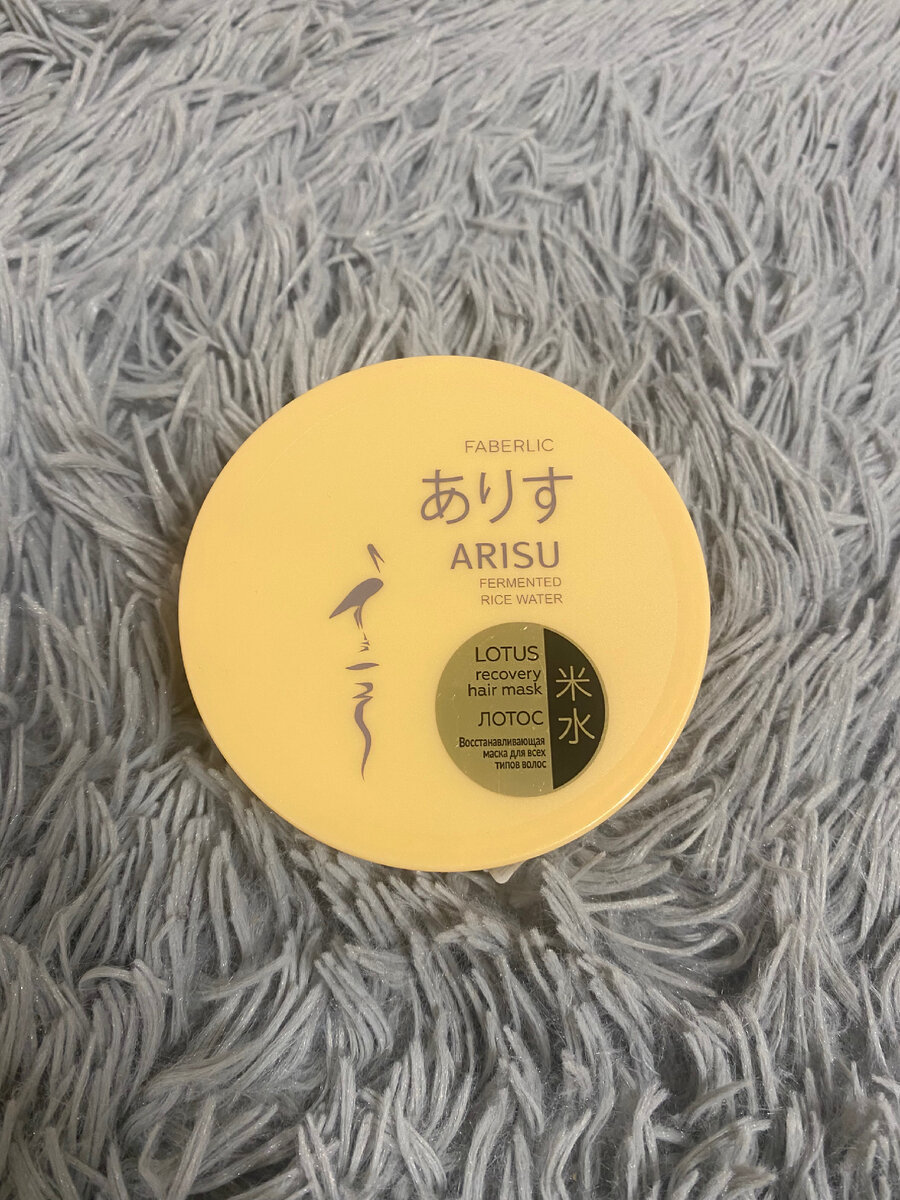 FABERLIC
ありす
ARISU
FERMENTED
RICE WATER
LOTUS
recovery
hair mask
ЛОТОС
Восстанавливающая
маска для всех
типов волос
米
水